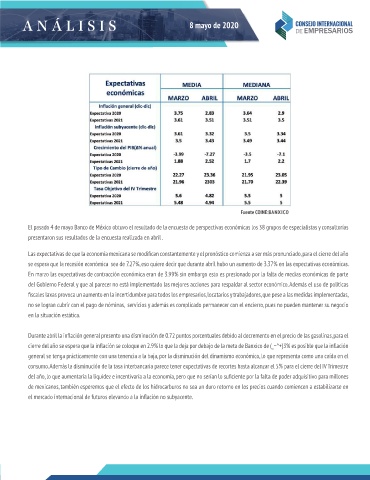 ANÁLISIS
8 mayo de 2020
CONSEJO INTERNACIONAL
DE EMPRESARIOS
Expectativas económicas MEDIA MEDIANA
MARZO ABRIL MARZO ABRIL
Inflación general (dic-dic)
Expectativa 2020 3.75 2.83 3.64 2.9
Expectativas 2021 3.61 3.51 3.51 3.5
Inflación subyacente (dic-dic)
Expectativa 2020 3.61 3.32 3.5 3.34
Expectativas 2021 3.5 3.43 3.49 3.44
Crecimiento del PIB(Δ% anual)
Expectativa 2020 -3.99 -7.27 -3.5 -7.1
Expectativas 2021 1.88 2.52 1.7 2.2
Tipo de Cambio (cierre de año)
Expectativa 2020 22.27 23.36 21.95 23.05
Expectativas 2021 21.96 2303 21.70 22.39
Tasa Objetivo del IV Trimestre
Expectativa 2020 5.6 4.82 5.5 5
Expectativas 2021 5.48 4.94 5.5 5
Fuente COINE:BANXICO
El pasado 4 de mayo Banco de México obtuvo el resultado de la encuesta de perspectivas económicas los 38 grupos de especialistas y consultorías
presentaron sus resultados de la encuesta realizada en abril.
Las expectativas de que la economía mexicana se modifican constantemente y el pronóstico comienza a ser más pronunciado, para el cierre del año
se espera que la recesión económica sea de 7.27%, eso quiere decir que durante abril hubo un aumento de 3.37% en las expectativas económicas.
En marzo las expectativas de contracción económica eran de 3.99% sin embargo esto es presionado por la falta de medias económicas de parte
del Gobierno Federal y que al parecer no está implementado las mejores acciones para respaldar al sector económico. Además el uso de políticas
fiscales laxas provoca un aumento en la incertidumbre para todos los empresarios, locatarios y trabajadores, que pese a las medidas implementadas,
no se logran cubrir con el pago de nóminas, servicios y además es complicado permanecer con el encierro, pues no pueden mantener su negocio
en la situación estática.
Durante abril la inflación general presento una disminución de 0.72 puntos porcentuales debido al decremento en el precio de las gasolinas, para el
cierre del año se espera que la inflación se coloque en 2.9% lo que la deja por debajo de la meta de Banxico de (_−^+)3% es posible que la inflación
general se tenga prácticamente con una tenencia a la baja, por la disminución del dinamismo económico, lo que representa como una caída en el
consumo. Además la disminución de la tasa interbancaria parece tener expectativas de recortes hasta alcanzar el 5% para el cierre del IV Trimestre
del año, lo que aumentaría la liquidez e incentivaría a la economía, pero que no serían lo suficiente por la falta de poder adquisitivo para millones
de mexicanos, también esperemos que el efecto de los hidrocarburos no sea un duro retorno en los precios cuando comiencen a estabilizarse en
el mercado internacional de futuros elevando a la inflación no subyacente.